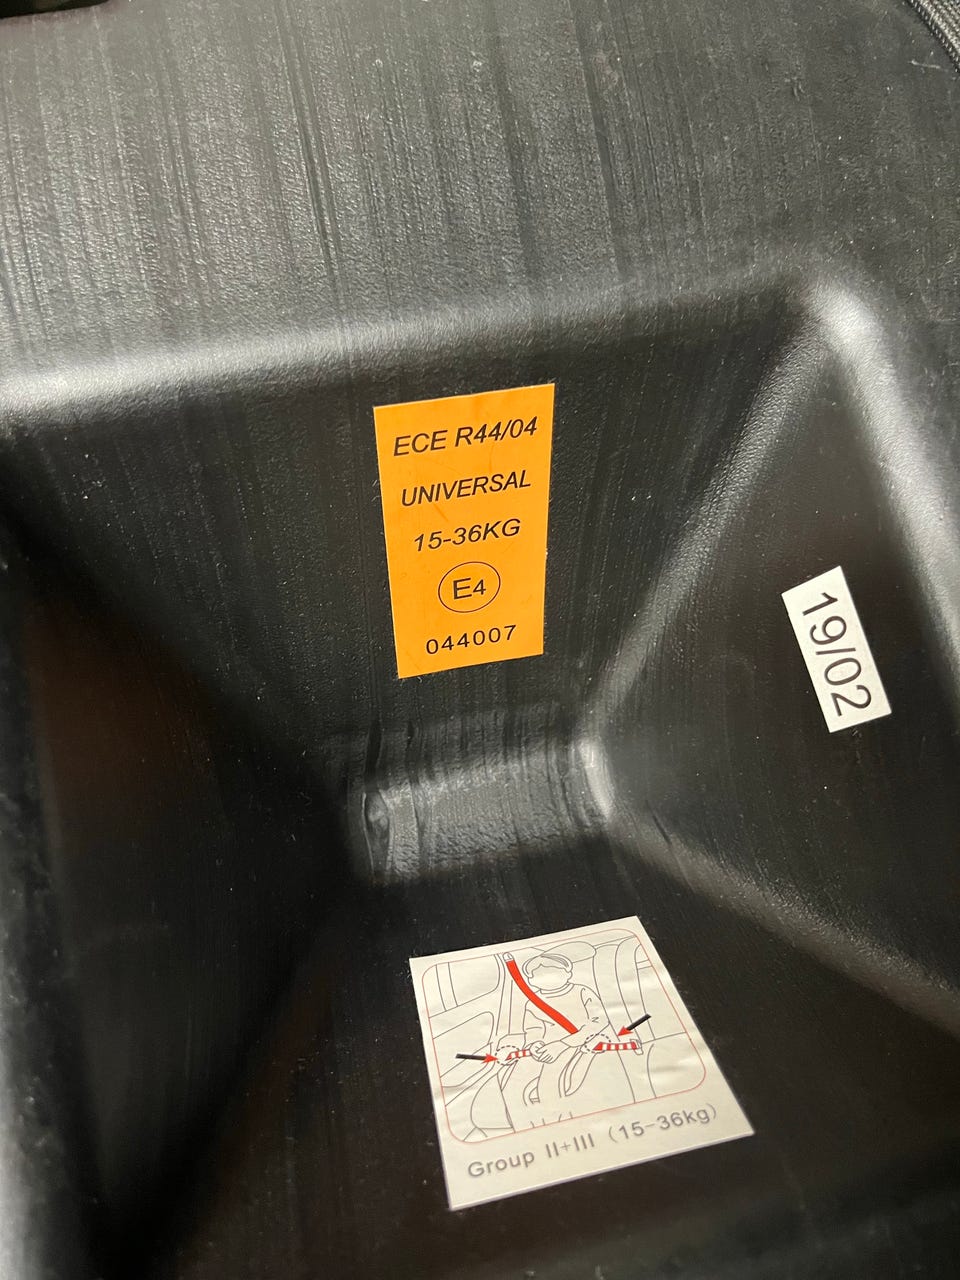 ECE R44/04
UNIVERSAL
15-36KG
E4
044007
19/02
Group II+III (15-36kg)